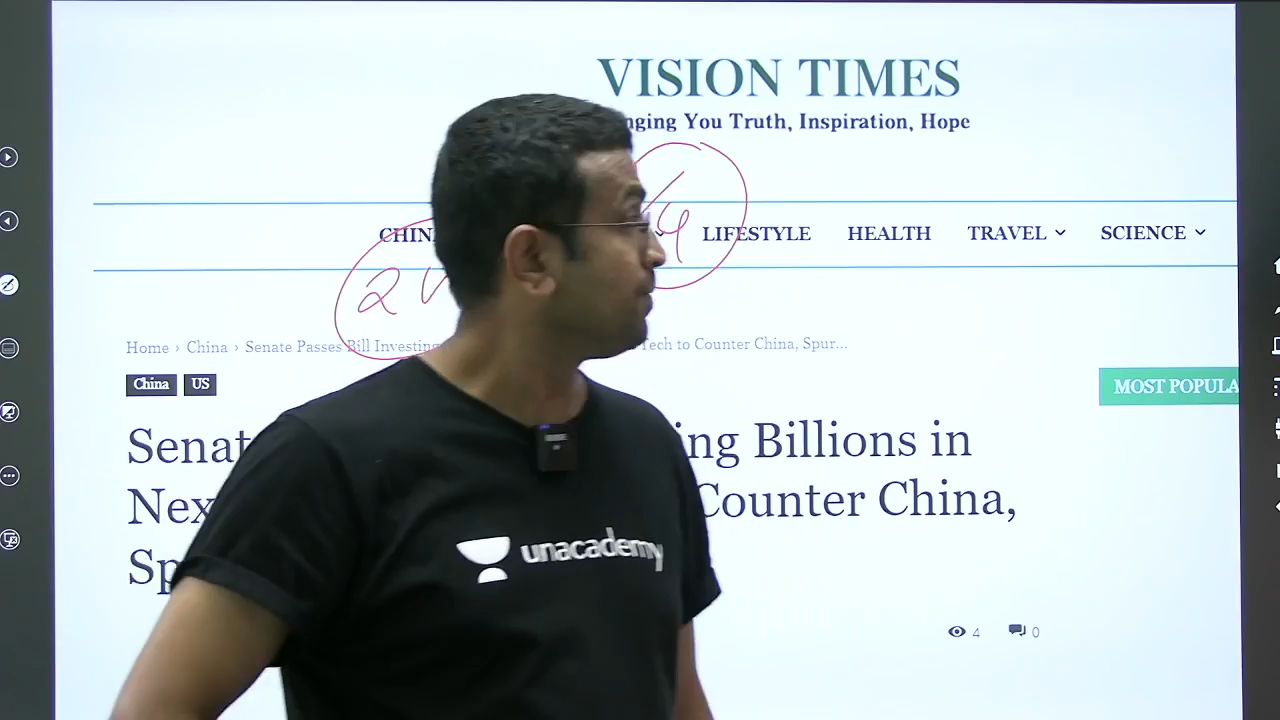 VISION TIMES
nging You Truth, Inspiration, Hope
4
CHIN
LIFESTYLE HEALTH TRAVEL SCIENCE
2
Home › China › Senate Passes Bill Investing Tech to Counter China, Spur...
China US
MOST POPULA
Senat ing Billions in
Nex Counter China,
Sp
unacademy
4 0